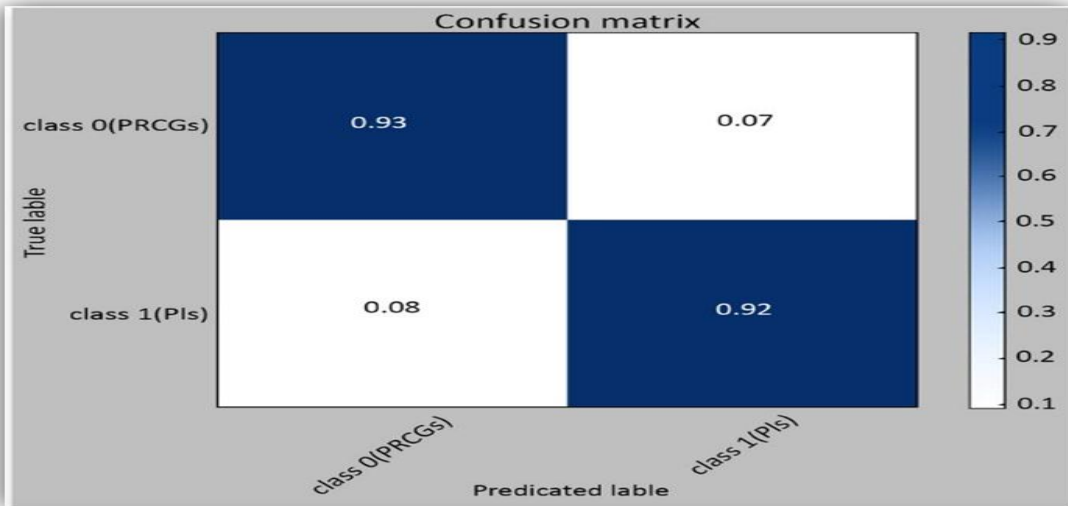 Confusion matrix
True lable
class 0(PRCGs)
0.93
0.07
class 1(Pls)
0.08
0.92
class 0(PRCGs)
class 1(Pls)
Predicated lable
0.9
0.8
0.7
0.6
0.5
0.4
0.3
0.2
0.1